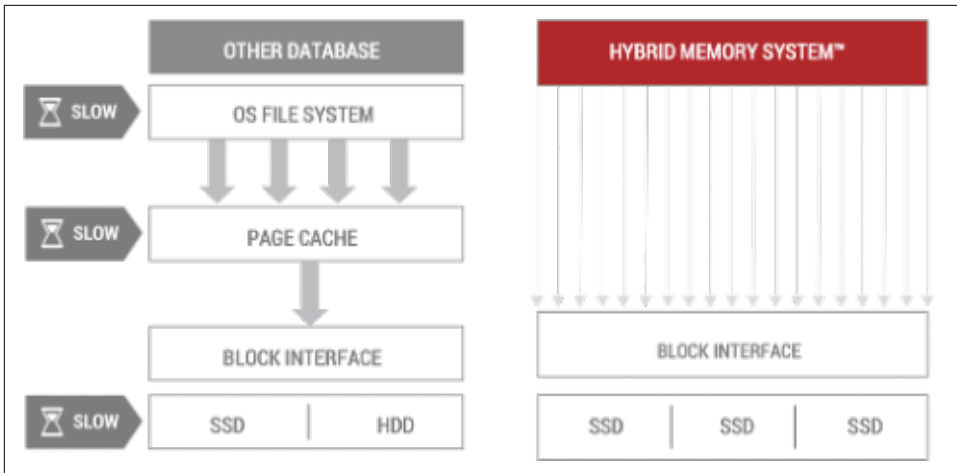 OTHER DATABASE
SLOW
OS FILE SYSTEM
SLOW
PAGE CACHE
BLOCK INTERFACE
SLOW
SSD
HDD
HYBRID MEMORY SYSTEM™
BLOCK INTERFACE
SSD
SSD
SSD